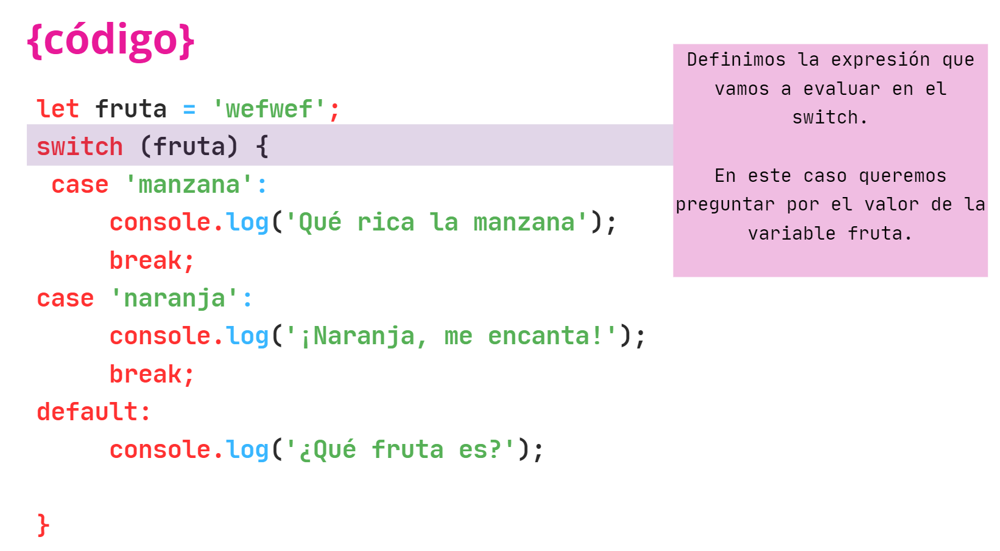 {código}
let fruta = 'wefwef';
switch (fruta) {
case 'manzana':
console.log('Qué rica la manzana');
break;
case 'naranja':
console.log('¡Naranja, me encanta!');
break;
default:
console.log('¿Qué fruta es?');
}
Definimos la expresión que
vamos a evaluar en el
switch.
En este caso queremos
preguntar por el valor de la
variable fruta.